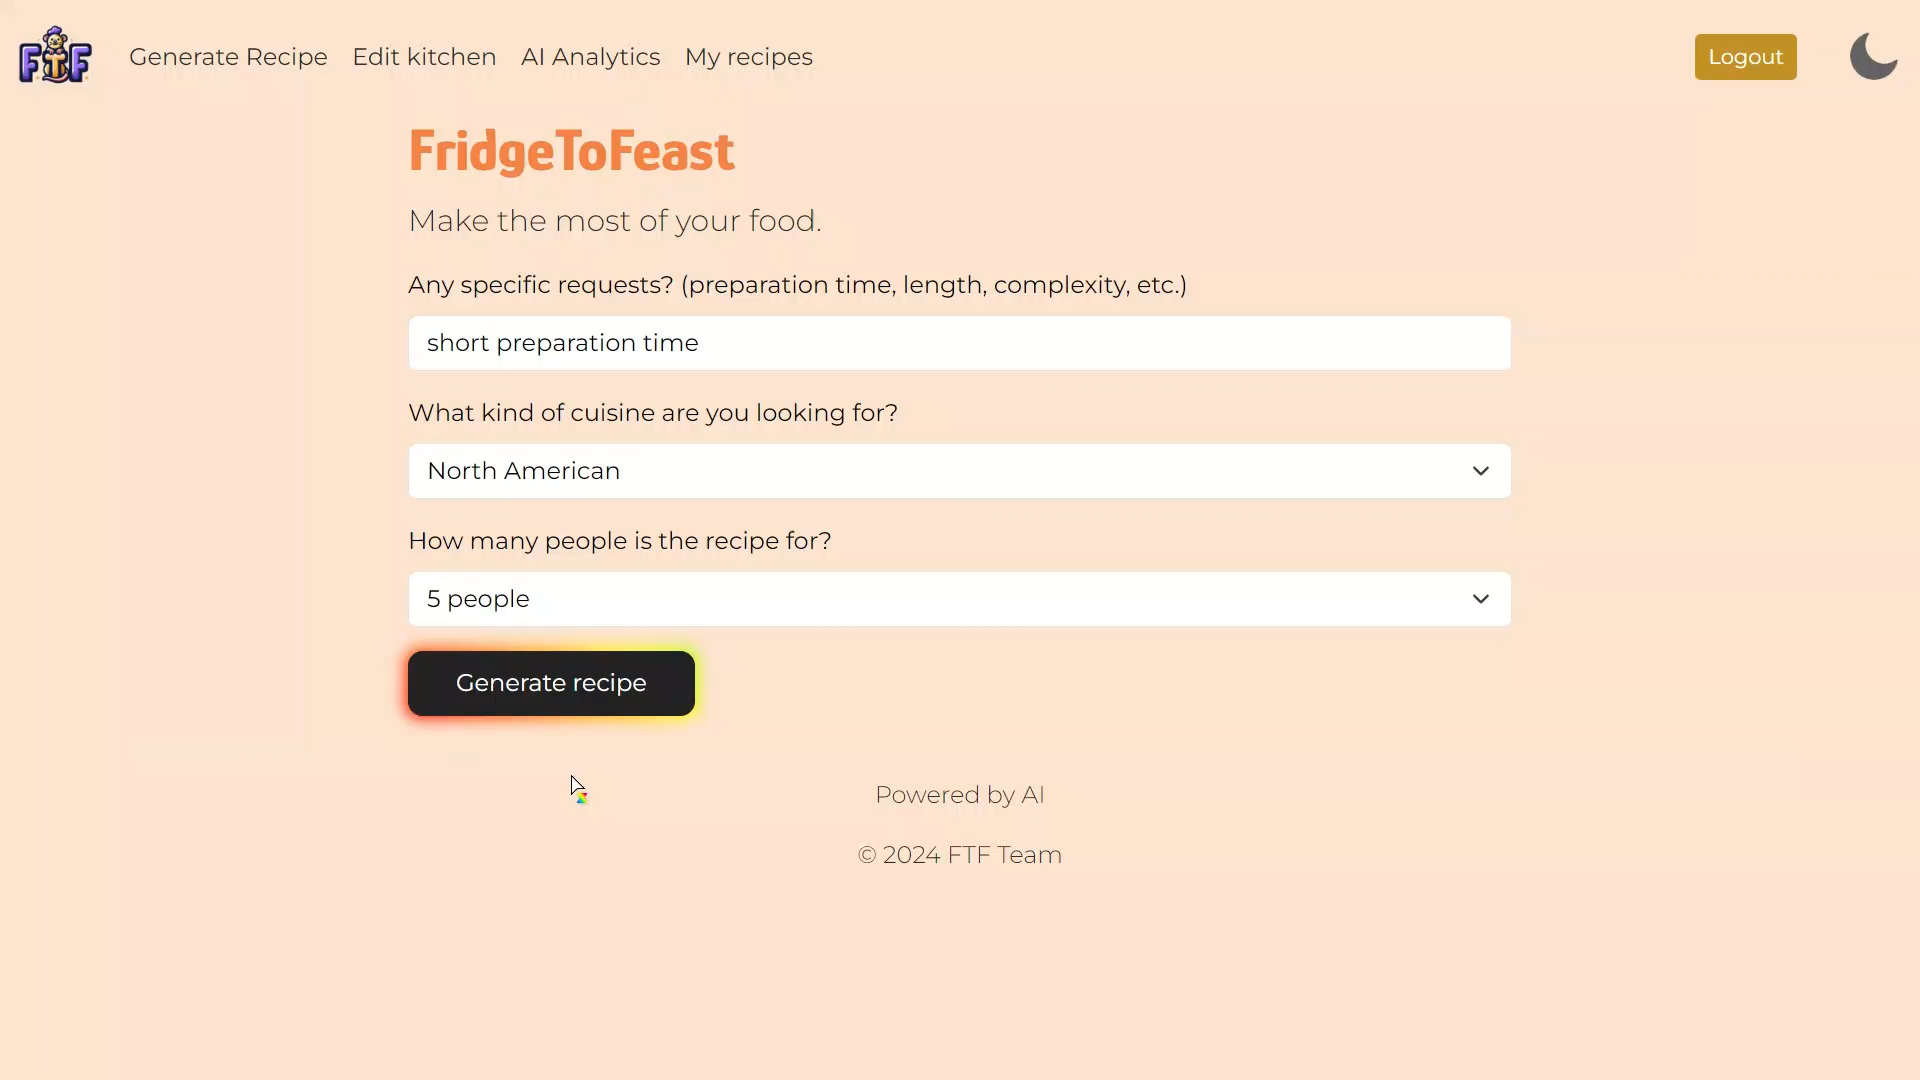 FTF
Generate Recipe Edit kitchen AI Analytics My recipes Logout
FridgeToFeast
Make the most of your food.
Any specific requests? (preparation time, length, complexity, etc.)
short preparation time
What kind of cuisine are you looking for?
North American
How many people is the recipe for?
5 people
Generate recipe
Powered by AI
© 2024 FTF Team